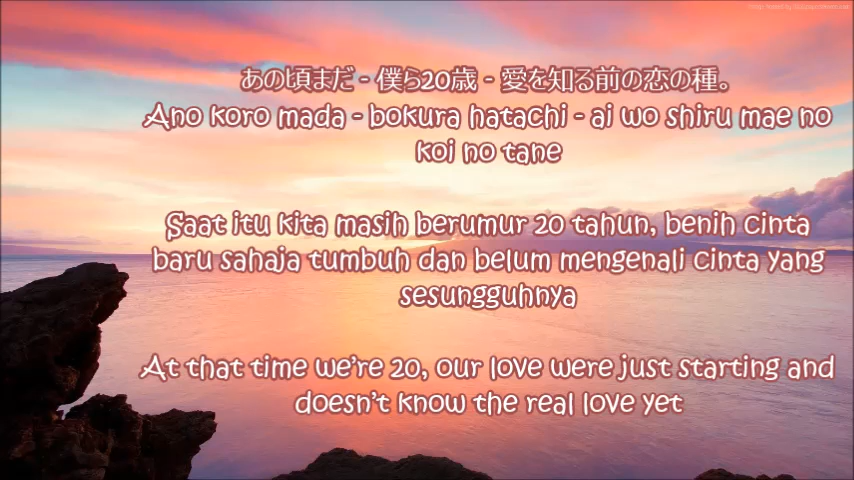 あの頃まだ - 僕ら20歳 - 愛を知る前の恋の種。
Ano koro mada - bokura hatachi - ai wo shiru mae no
koi no tane
Saat itu kita masih berumur 20 tahun, benih cinta
baru sahaja tumbuh dan belum mengenali cinta yang
sesungguhnya
At that time we're 20, our love were just starting and
doesn't know the real love yet